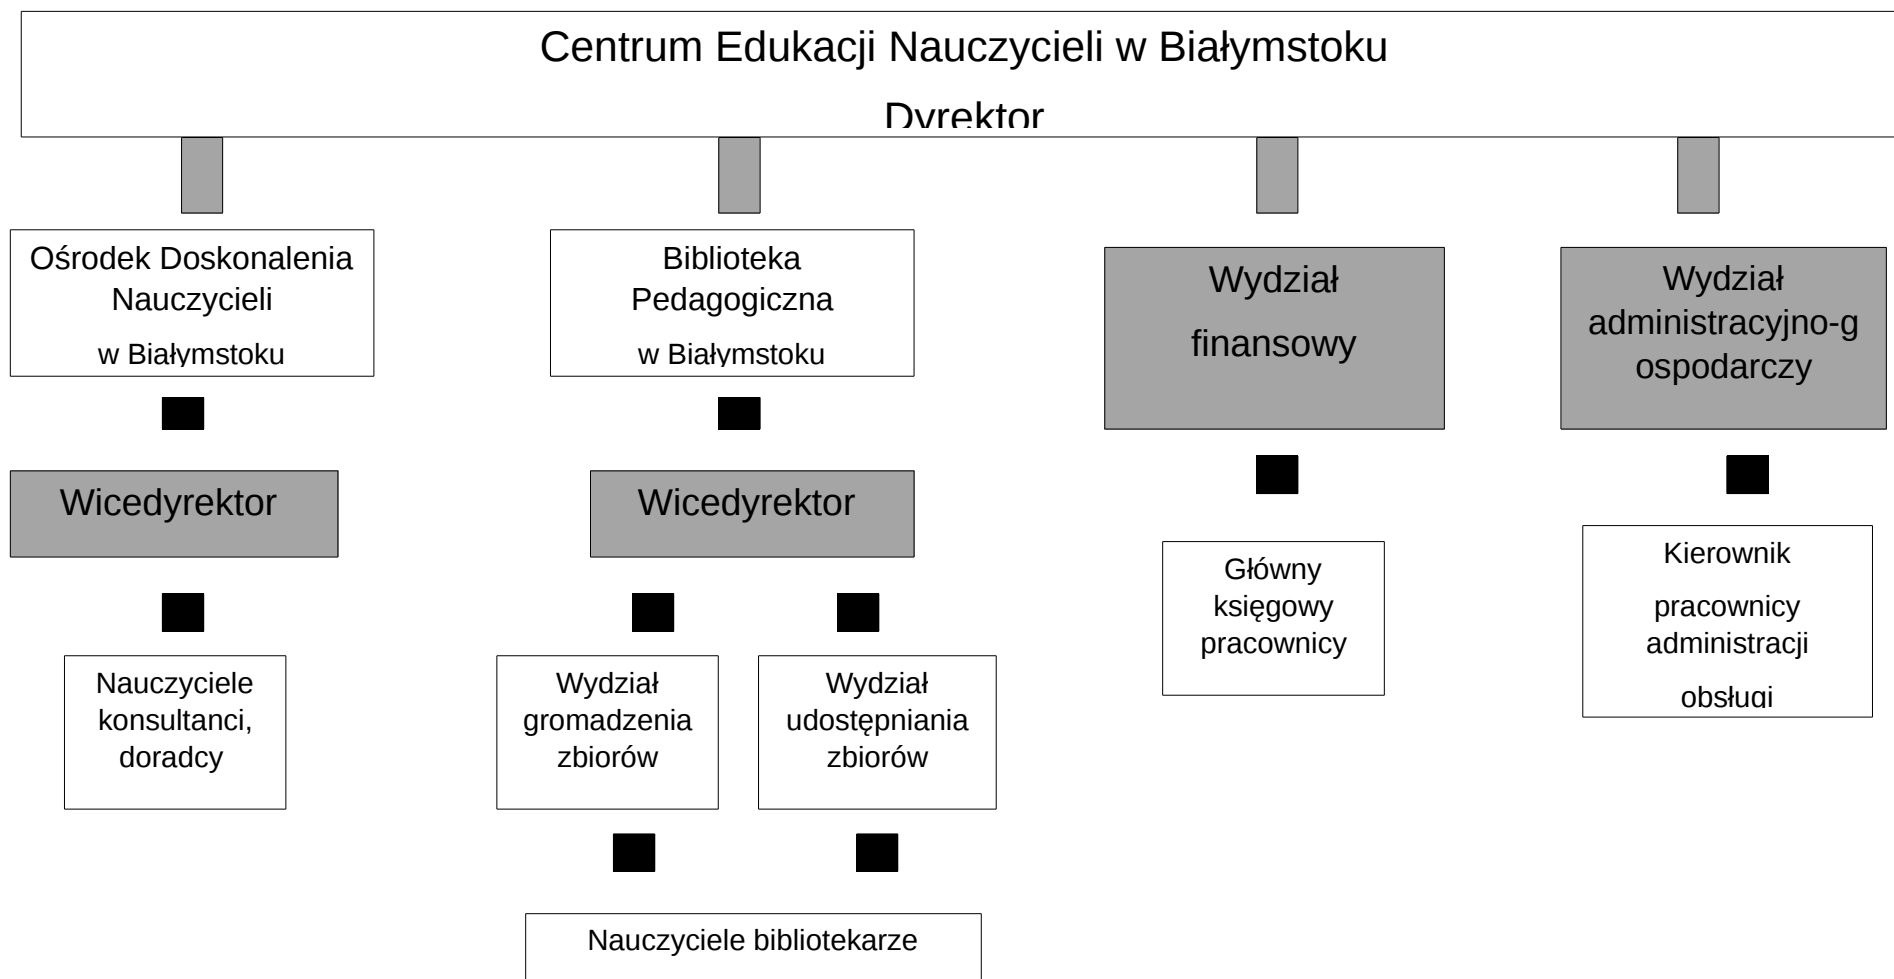 Centrum Edukacji Nauczycieli w Białymstoku
Dyrektor
Ośrodek Doskonalenia
Nauczycieli
w Białymstoku
Biblioteka
Pedagogiczna
w Białymstoku
Wydział
finansowy
Wydział
administracyjno-g
ospodarczy
Wicedyrektor
Wicedyrektor
Główny
księgowy
pracownicy
Kierownik
pracownicy
administracji
obsługi
Nauczyciele
konsultanci,
doradcy
Wydział
gromadzenia
zbiorów
Wydział
udostępniania
zbiorów
Nauczyciele bibliotekarze